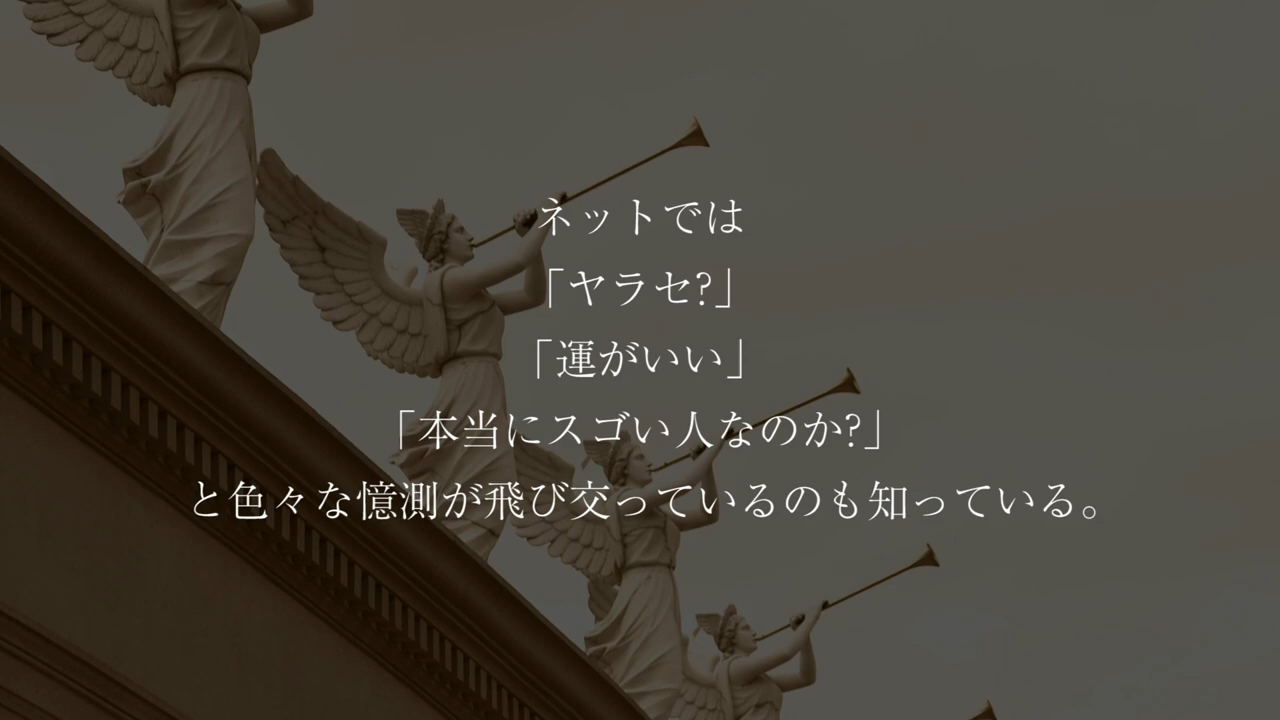 ネットでは
「ヤラセ?」
「運がいい」
「本当にスゴい人なのか?」
と色々な憶測が飛び交っているのも知っている。